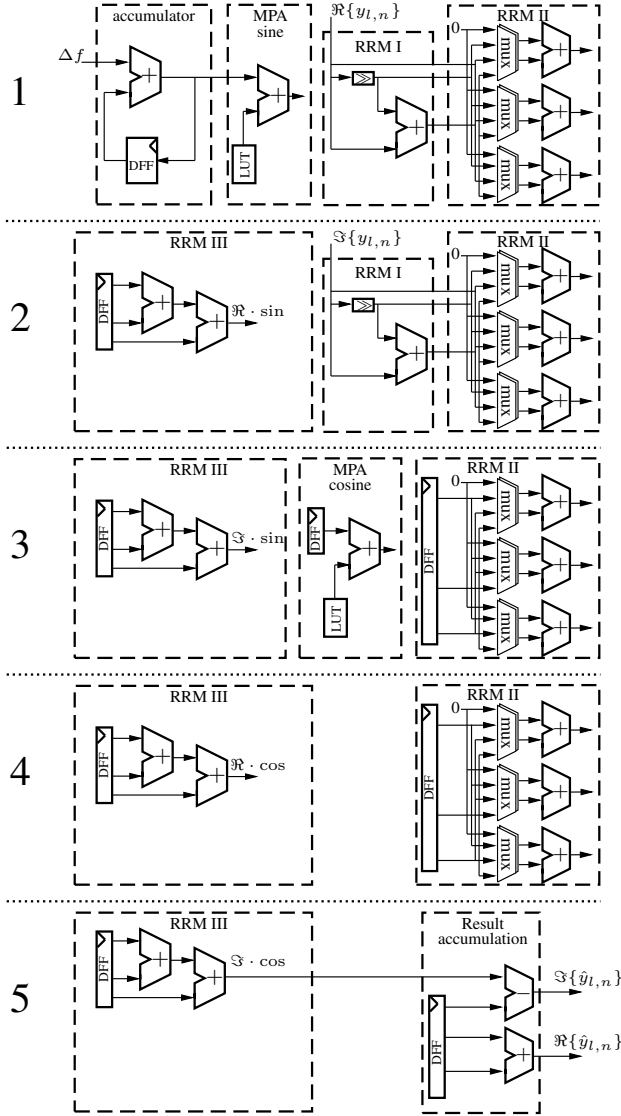 accumulator
MPA
sine
ℜ{y_{l,n}}
RRM I
RRM II
Δf
+
DFF
+
LUT
≫
+
0
mux
+
mux
+
mux
+
1
RRM III
ℑ{y_{l,n}}
RRM I
RRM II
DFF
+
+
ℜ · sin
≫
+
0
mux
+
mux
+
mux
+
2
RRM III
MPA
cosine
RRM II
DFF
+
+
ℑ · sin
DFF
+
LUT
DFF
0
mux
+
mux
+
mux
+
3
RRM III
RRM II
DFF
+
+
ℜ · cos
DFF
0
mux
+
mux
+
mux
+
4
RRM III
Result
accumulation
DFF
+
+
ℑ · cos
DFF
−
ℑ{ŷ_{l,n}}
+
ℜ{ŷ_{l,n}}
5